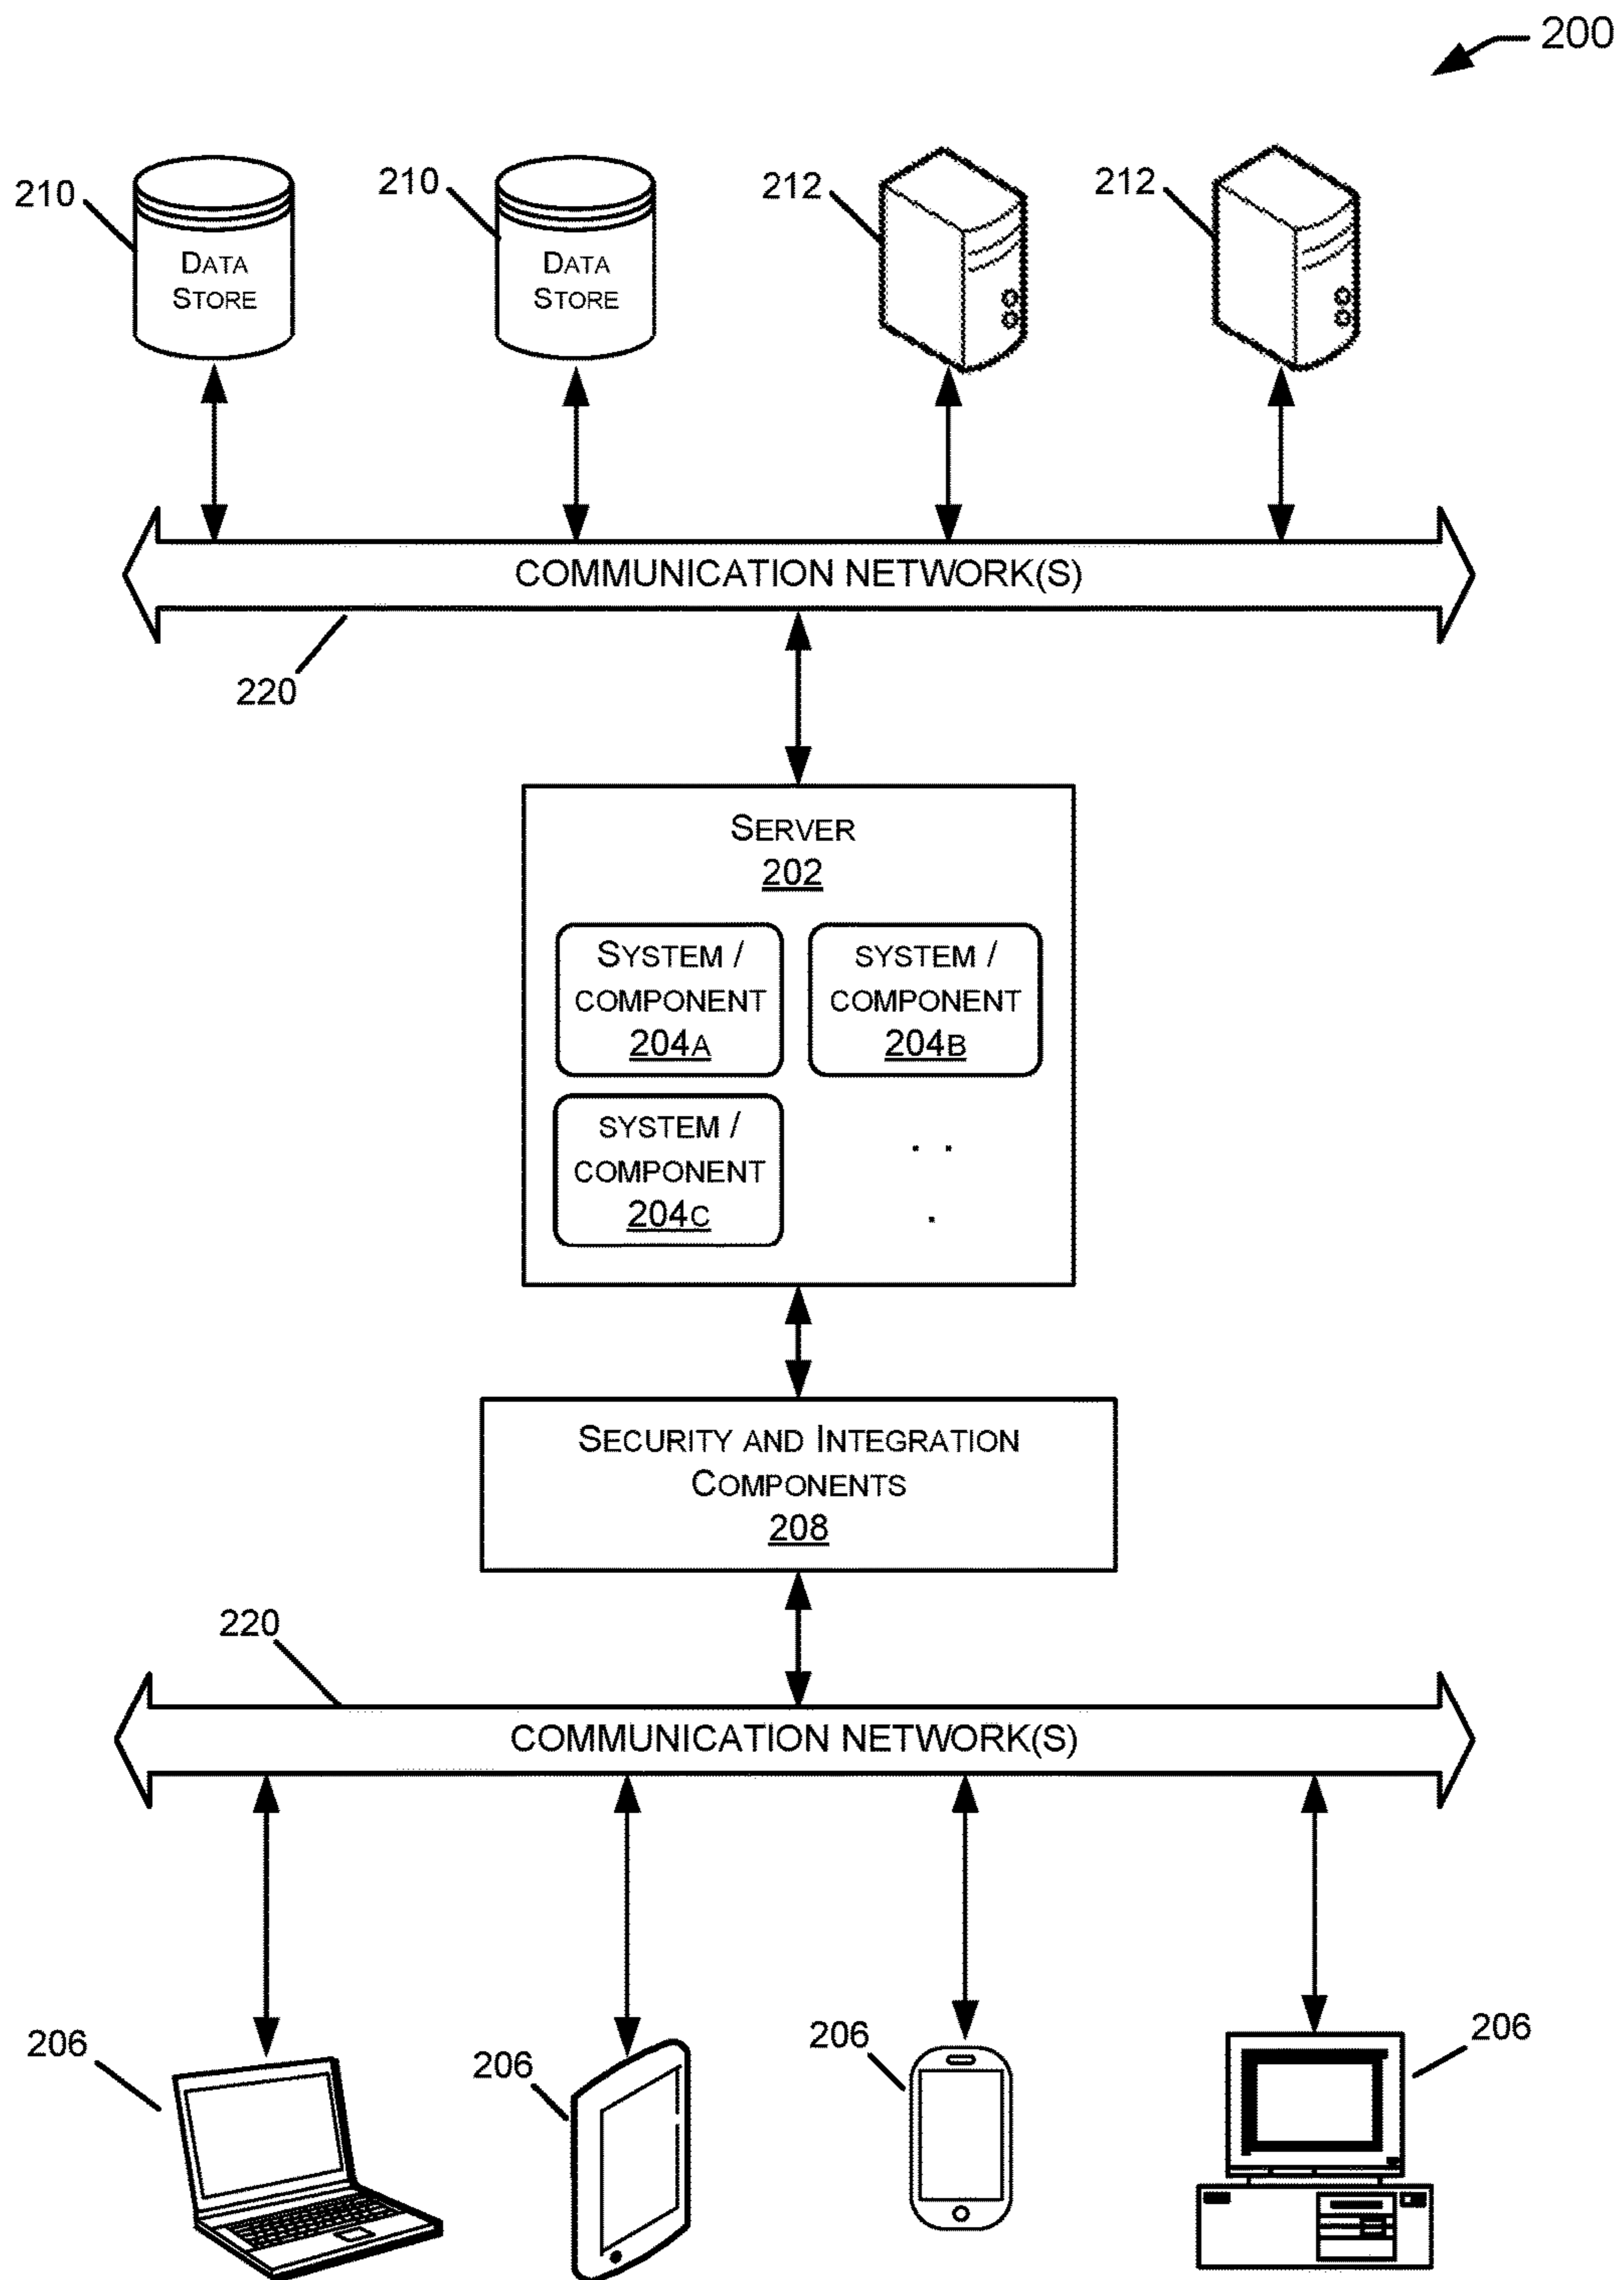 200
210
210
212
212
DATA
STORE
DATA
STORE
COMMUNICATION NETWORK(S)
220
SERVER
202
SYSTEM /
COMPONENT
204A
SYSTEM /
COMPONENT
204B
SYSTEM /
COMPONENT
204C
. .
.
SECURITY AND INTEGRATION
COMPONENTS
208
220
COMMUNICATION NETWORK(S)
206
206
206
206